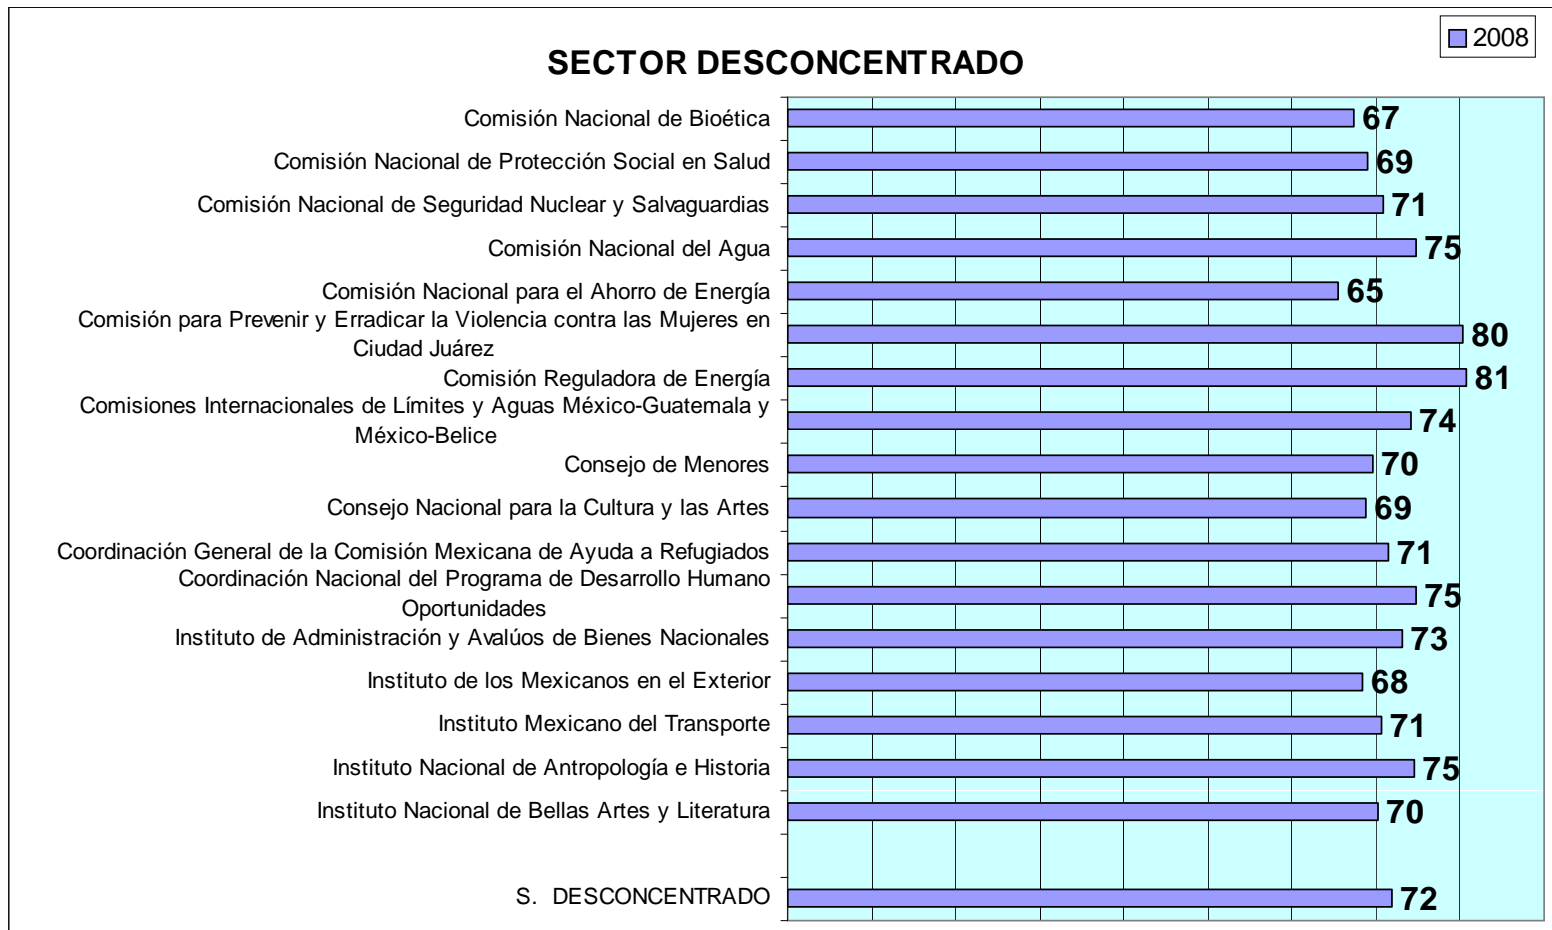 2008
SECTOR DESCONCENTRADO
Comisión Nacional de Bioética 67
Comisión Nacional de Protección Social en Salud 69
Comisión Nacional de Seguridad Nuclear y Salvaguardias 71
Comisión Nacional del Agua 75
Comisión Nacional para el Ahorro de Energía 65
Comisión para Prevenir y Erradicar la Violencia contra las Mujeres en
Ciudad Juárez 80
Comisión Reguladora de Energía 81
Comisiones Internacionales de Límites y Aguas México-Guatemala y
México-Belice 74
Consejo de Menores 70
Consejo Nacional para la Cultura y las Artes 69
Coordinación General de la Comisión Mexicana de Ayuda a Refugiados 71
Coordinación Nacional del Programa de Desarrollo Humano
Oportunidades 75
Instituto de Administración y Avalúos de Bienes Nacionales 73
Instituto de los Mexicanos en el Exterior 68
Instituto Mexicano del Transporte 71
Instituto Nacional de Antropología e Historia 75
Instituto Nacional de Bellas Artes y Literatura 70
S. DESCONCENTRADO 72